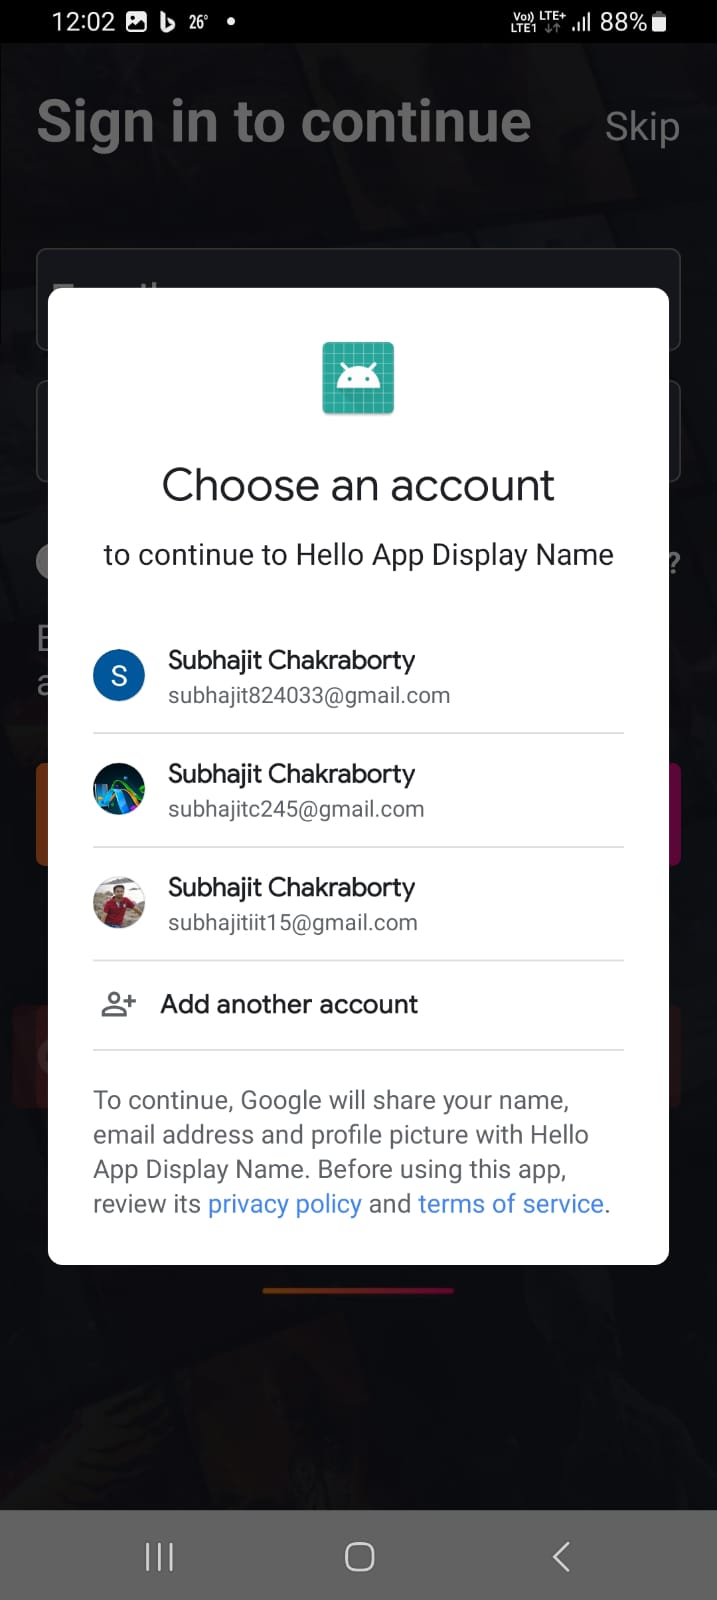 12:02 26° Vo)) LTE+ LTE1 88%
Sign in to continue Skip
Choose an account
to continue to Hello App Display Name
S
Subhajit Chakraborty
subhajit824033@gmail.com
Subhajit Chakraborty
subhajitc245@gmail.com
Subhajit Chakraborty
subhajitiit15@gmail.com
Add another account
To continue, Google will share your name,
email address and profile picture with Hello
App Display Name. Before using this app,
review its privacy policy and terms of service.